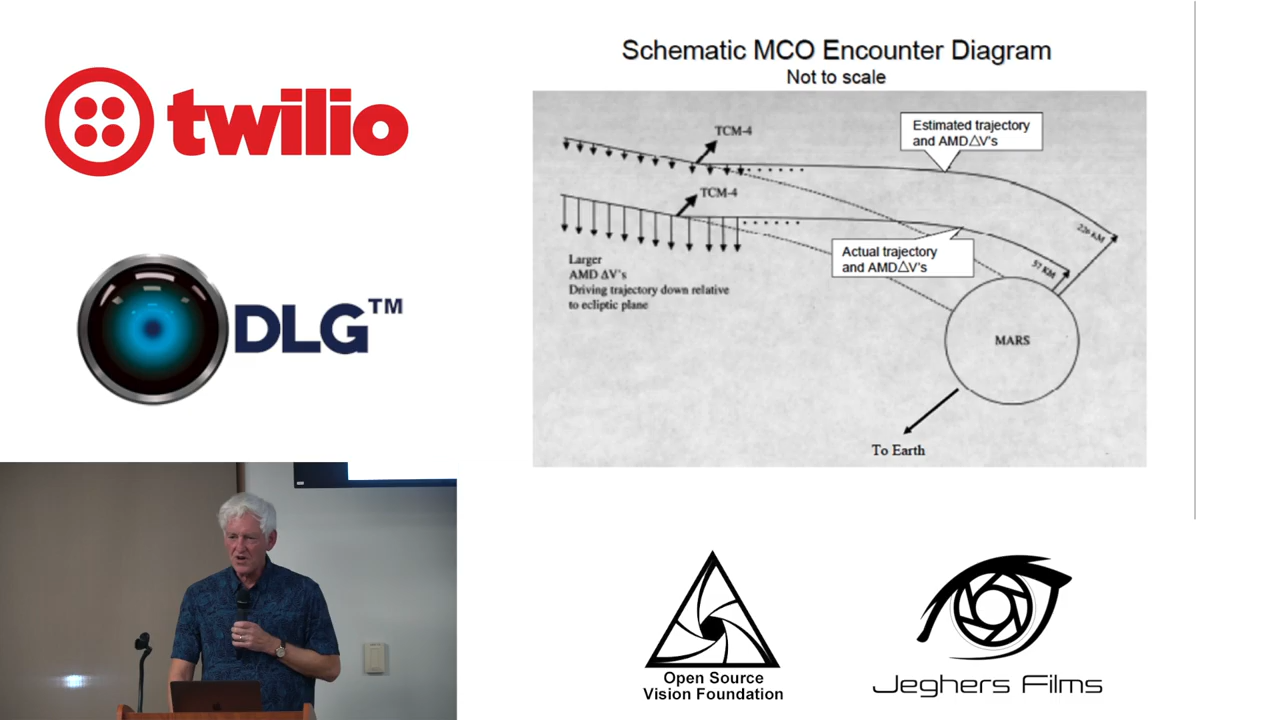 twilio
DLG™
Schematic MCO Encounter Diagram
Not to scale
TCM-4
Estimated trajectory
and AMD△V's
TCM-4
226 KM
Actual trajectory
and AMD△V's
57 KM
Larger
AMD ΔV's
Driving trajectory down relative
to ecliptic plane
MARS
To Earth
Open Source
Vision Foundation
Jeghers Films